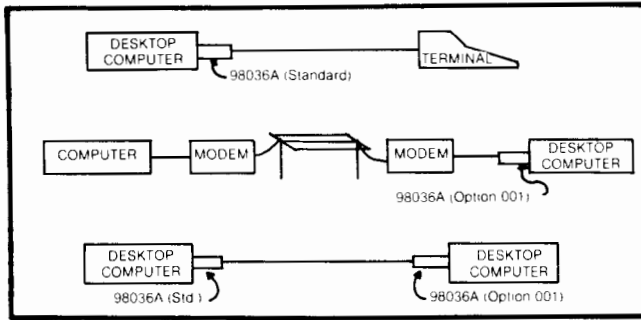 DESKTOP
COMPUTER
TERMINAL
98036A (Standard)
COMPUTER
MODEM
MODEM
DESKTOP
COMPUTER
98036A (Option 001)
DESKTOP
COMPUTER
DESKTOP
COMPUTER
98036A (Std.)
98036A (Option 001)